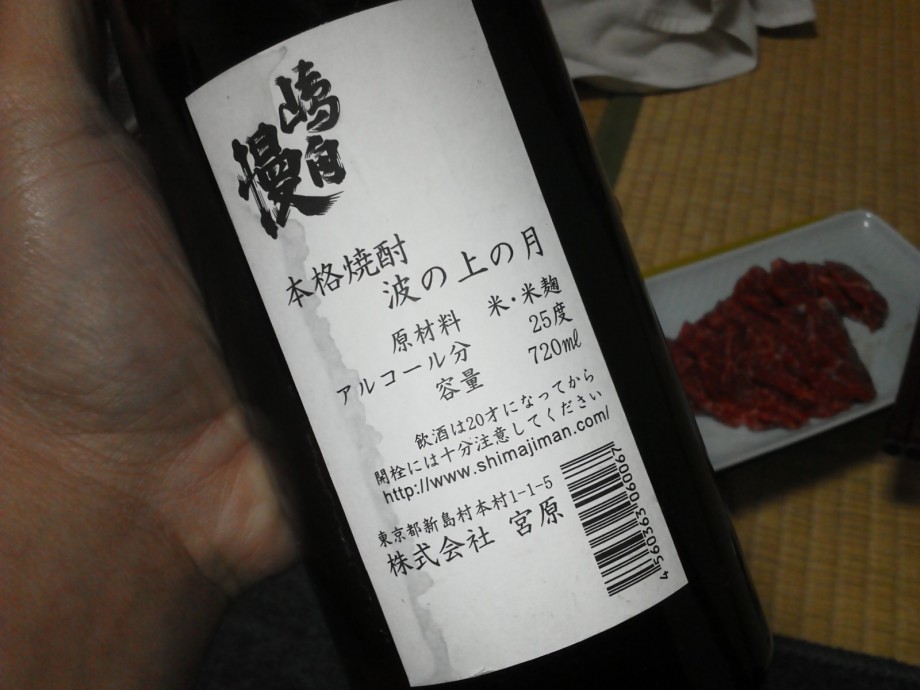 嶋自慢
本格焼酎
波の上の月
原材料 米・米麹
アルコール分 25度
容量 720ml
飲酒は20才になってから
開栓には十分注意してください
http://www.shimajiman.com/
東京都新島村本村1-1-5
株式会社 宮原
4560363060067